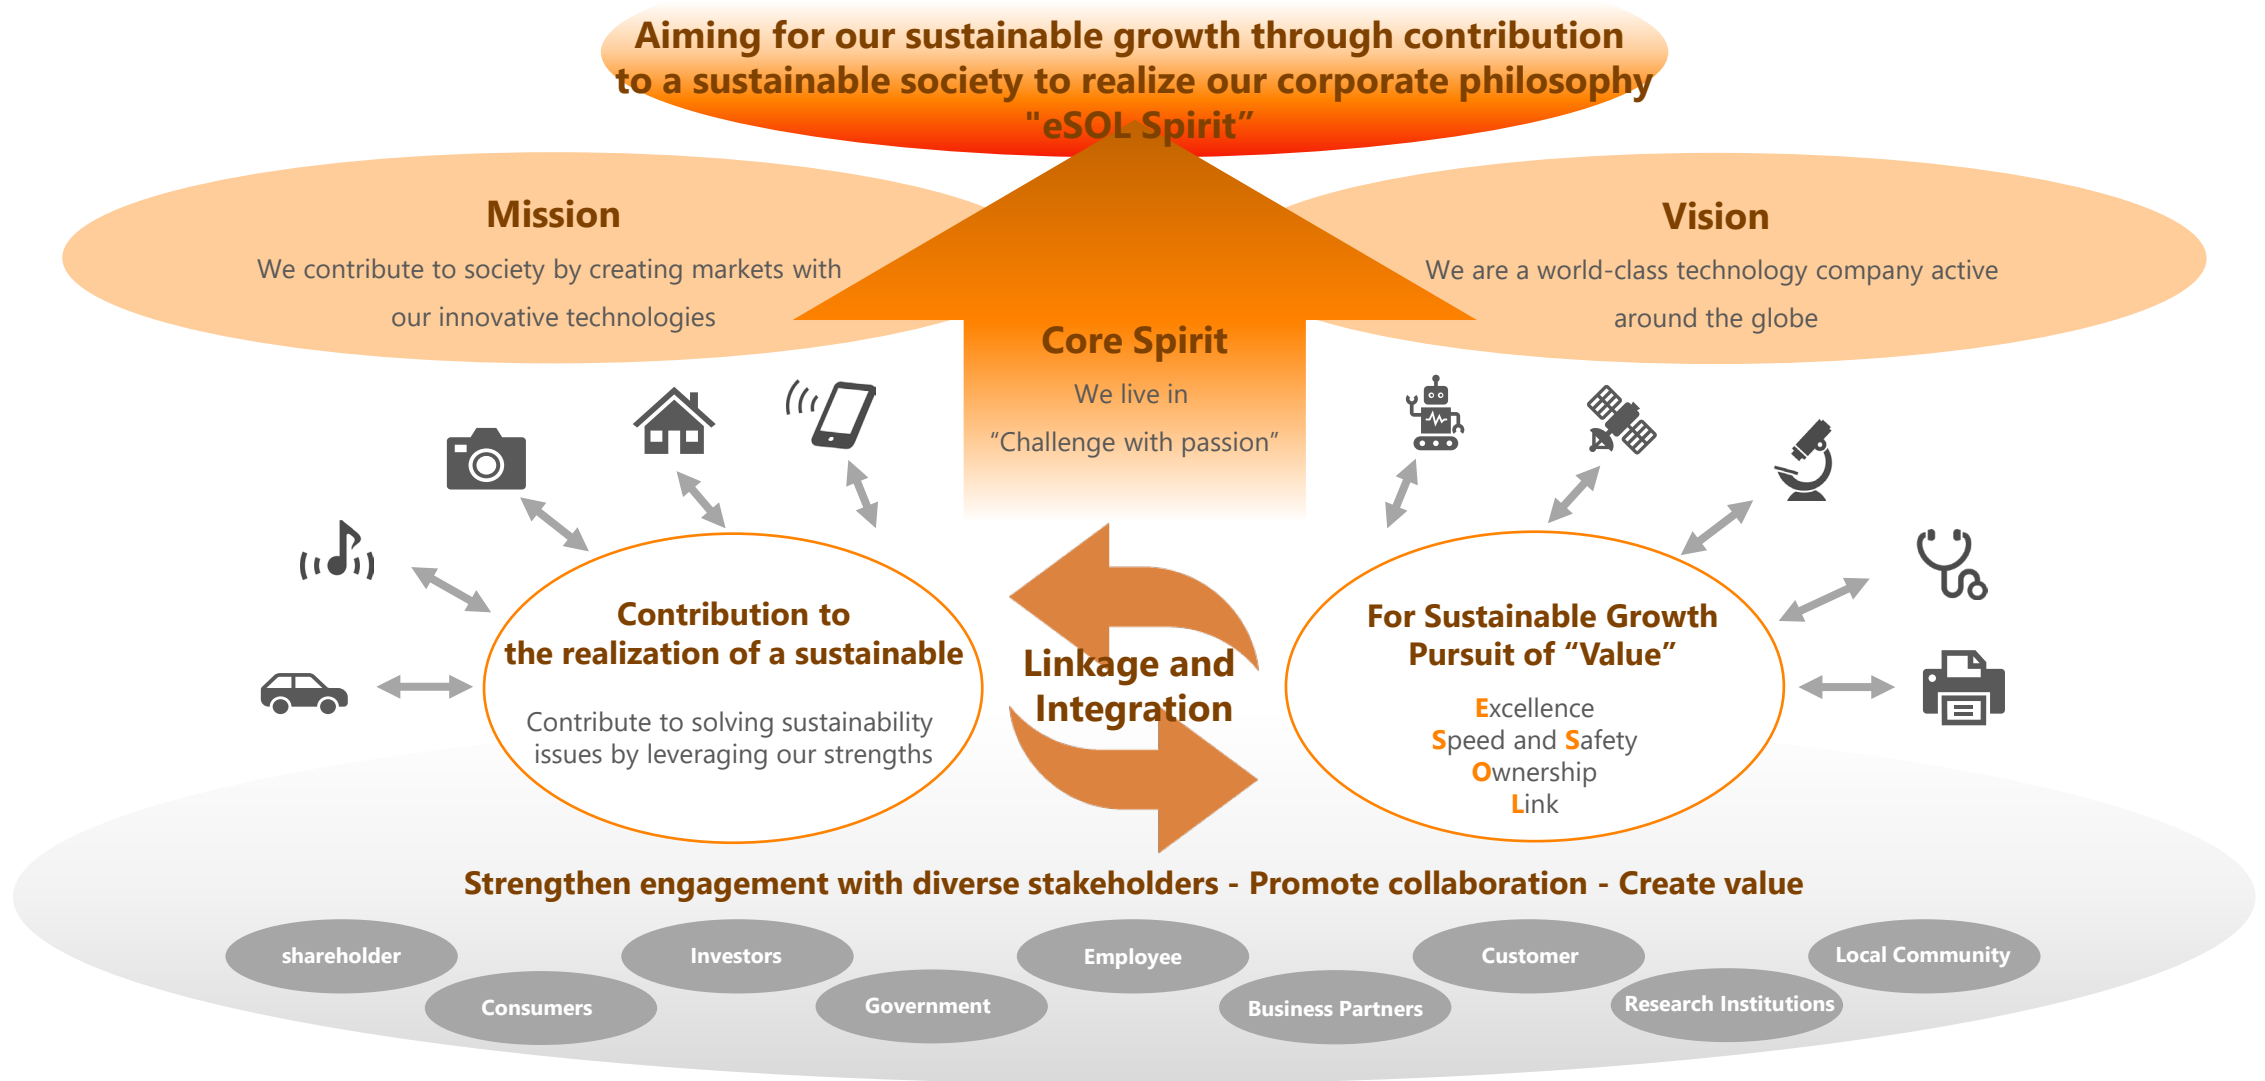 Aiming for our sustainable growth through contribution
to a sustainable society to realize our corporate philosophy
"eSOL Spirit”
Mission
We contribute to society by creating markets with
our innovative technologies
Vision
We are a world-class technology company active
around the globe
Core Spirit
We live in
“Challenge with passion”
Contribution to
the realization of a sustainable
Contribute to solving sustainability
issues by leveraging our strengths
Linkage and
Integration
For Sustainable Growth
Pursuit of “Value”
Excellence
Speed and Safety
Ownership
Link
Strengthen engagement with diverse stakeholders - Promote collaboration - Create value
shareholder
Consumers
Investors
Government
Employee
Business Partners
Customer
Research Institutions
Local Community